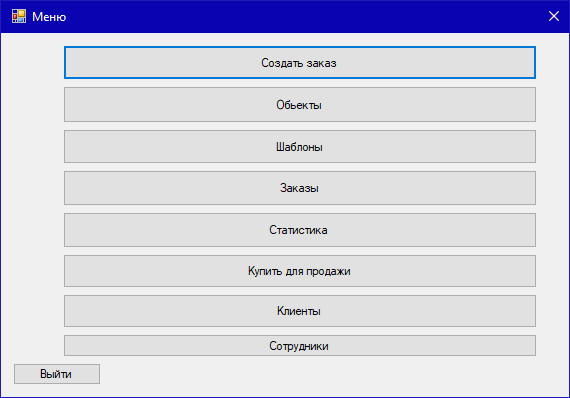 Меню
Создать заказ
Обьекты
Шаблоны
Заказы
Статистика
Купить для продажи
Клиенты
Сотрудники
Выйти